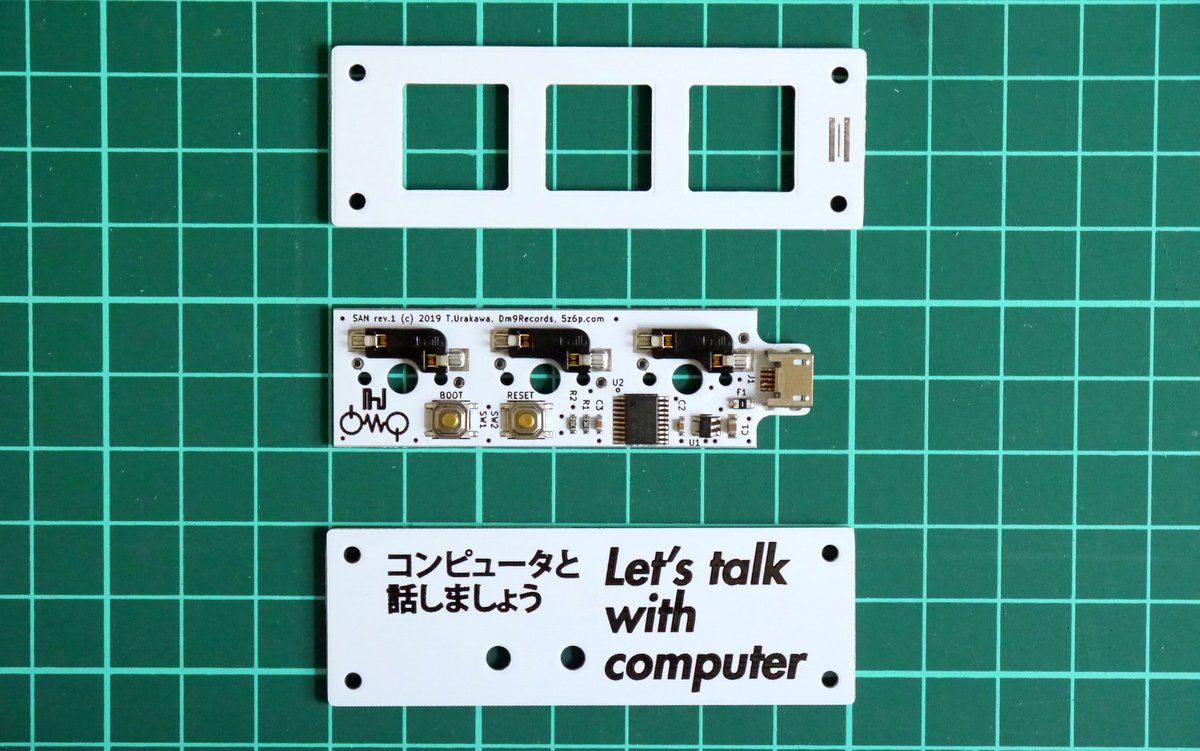 SAN rev.1 (c) 2019 T.Urakawa, Dm9Records, 5z6p.com
U2
J1
BOOT
RESET
SW1
SW2
R2
R1
C3
C2
F1
U1
C1
コンピュータと
話しましょう
Let's talk
with
computer